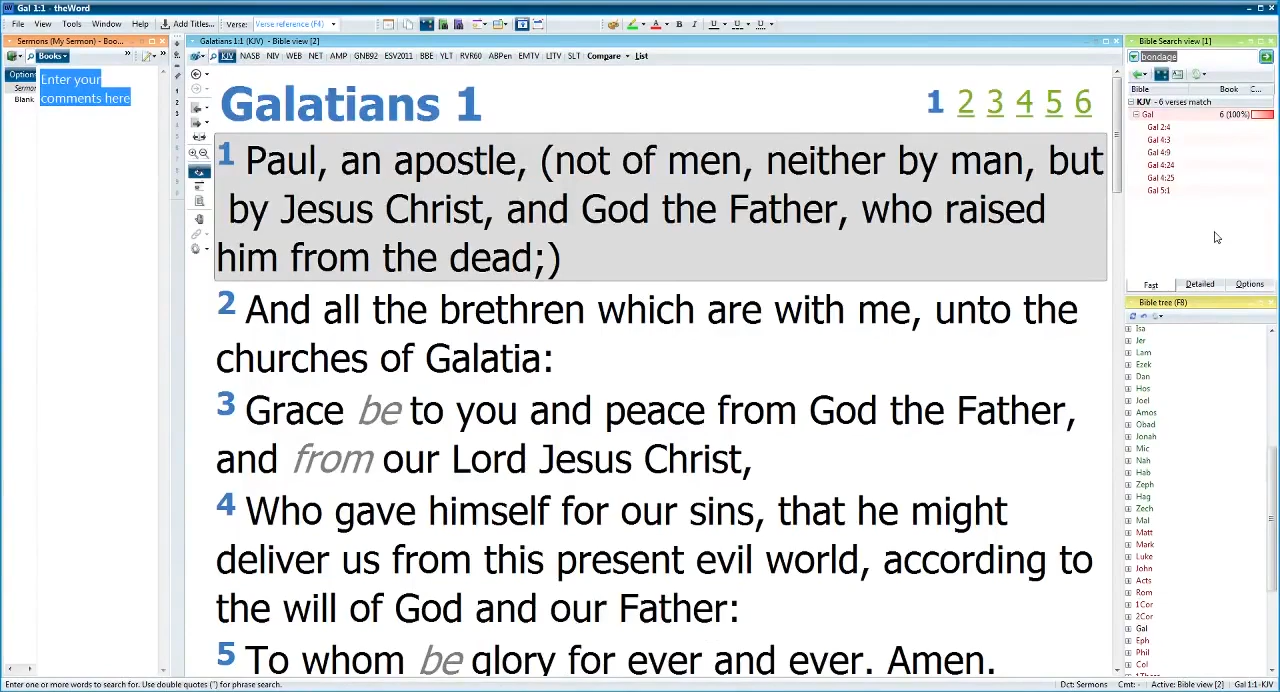 Gal 1:1 - theWord
File View Tools Window Help Add Titles... Verse: Verse reference (F4)
Sermons (My Sermon) - Boo...
Books
Options
Sermo
Blank
Enter your
comments here
Galatians 1:1 (KJV) - Bible view [2]
KJV NASB NIV WEB NET AMP GNB92 ESV2011 BBE YLT RV60 ABPen EMTV LITV SLT Compare List
Galatians 1 1 2 3 4 5 6
1 Paul, an apostle, (not of men, neither by man, but
by Jesus Christ, and God the Father, who raised
him from the dead;)
2 And all the brethren which are with me, unto the
churches of Galatia:
3 Grace be to you and peace from God the Father,
and from our Lord Jesus Christ,
4 Who gave himself for our sins, that he might
deliver us from this present evil world, according to
the will of God and our Father:
5 To whom be glory for ever and ever. Amen.
Bible Search view [1]
bondage
Bible Book C...
KJV - 6 verses match
Gal 6 (100%)
Gal 2:4
Gal 4:3
Gal 4:9
Gal 4:24
Gal 4:25
Gal 5:1
Fast Detailed Options
Bible tree (F8)
Isa
Jer
Lam
Ezek
Dan
Hos
Joel
Amos
Obad
Jonah
Mic
Nah
Hab
Zeph
Hag
Zech
Mal
Matt
Mark
Luke
John
Acts
Rom
1Cor
2Cor
Gal
Eph
Phil
Col
Enter one or more words to search for. Use double quotes (") for phrase search. Dct: Sermons Cmt: - Active: Bible view [2] Gal 1:1-KJV